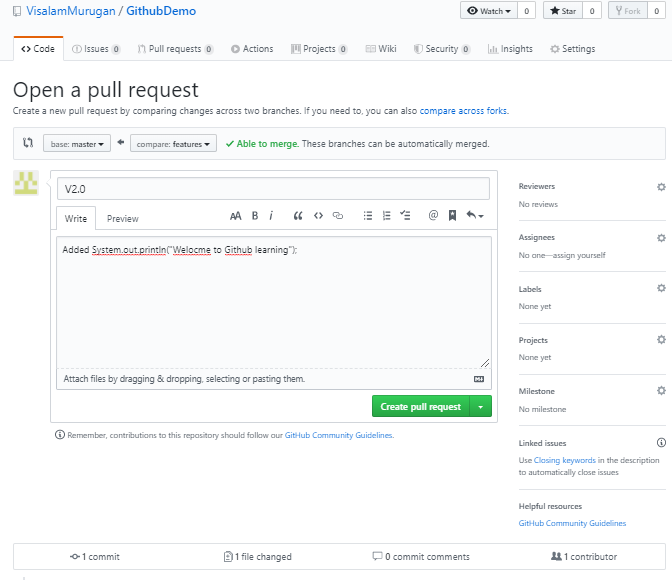 VisalamMurugan / GithubDemo
Watch 0 Star 0 Fork 0
Code Issues 0 Pull requests 0 Actions Projects 0 Wiki Security 0 Insights Settings
Open a pull request
Create a new pull request by comparing changes across two branches. If you need to, you can also compare across forks.
base: master compare: features Able to merge. These branches can be automatically merged.
V2.0
Write Preview
AA B i
Added System.out.println("Welocme to Github learning");
Attach files by dragging & dropping, selecting or pasting them.
Create pull request
Remember, contributions to this repository should follow our GitHub Community Guidelines.
Reviewers
No reviews
Assignees
No one—assign yourself
Labels
None yet
Projects
None yet
Milestone
No milestone
Linked issues
Use Closing keywords in the description
to automatically close issues
Helpful resources
GitHub Community Guidelines
1 commit 1 file changed 0 commit comments 1 contributor